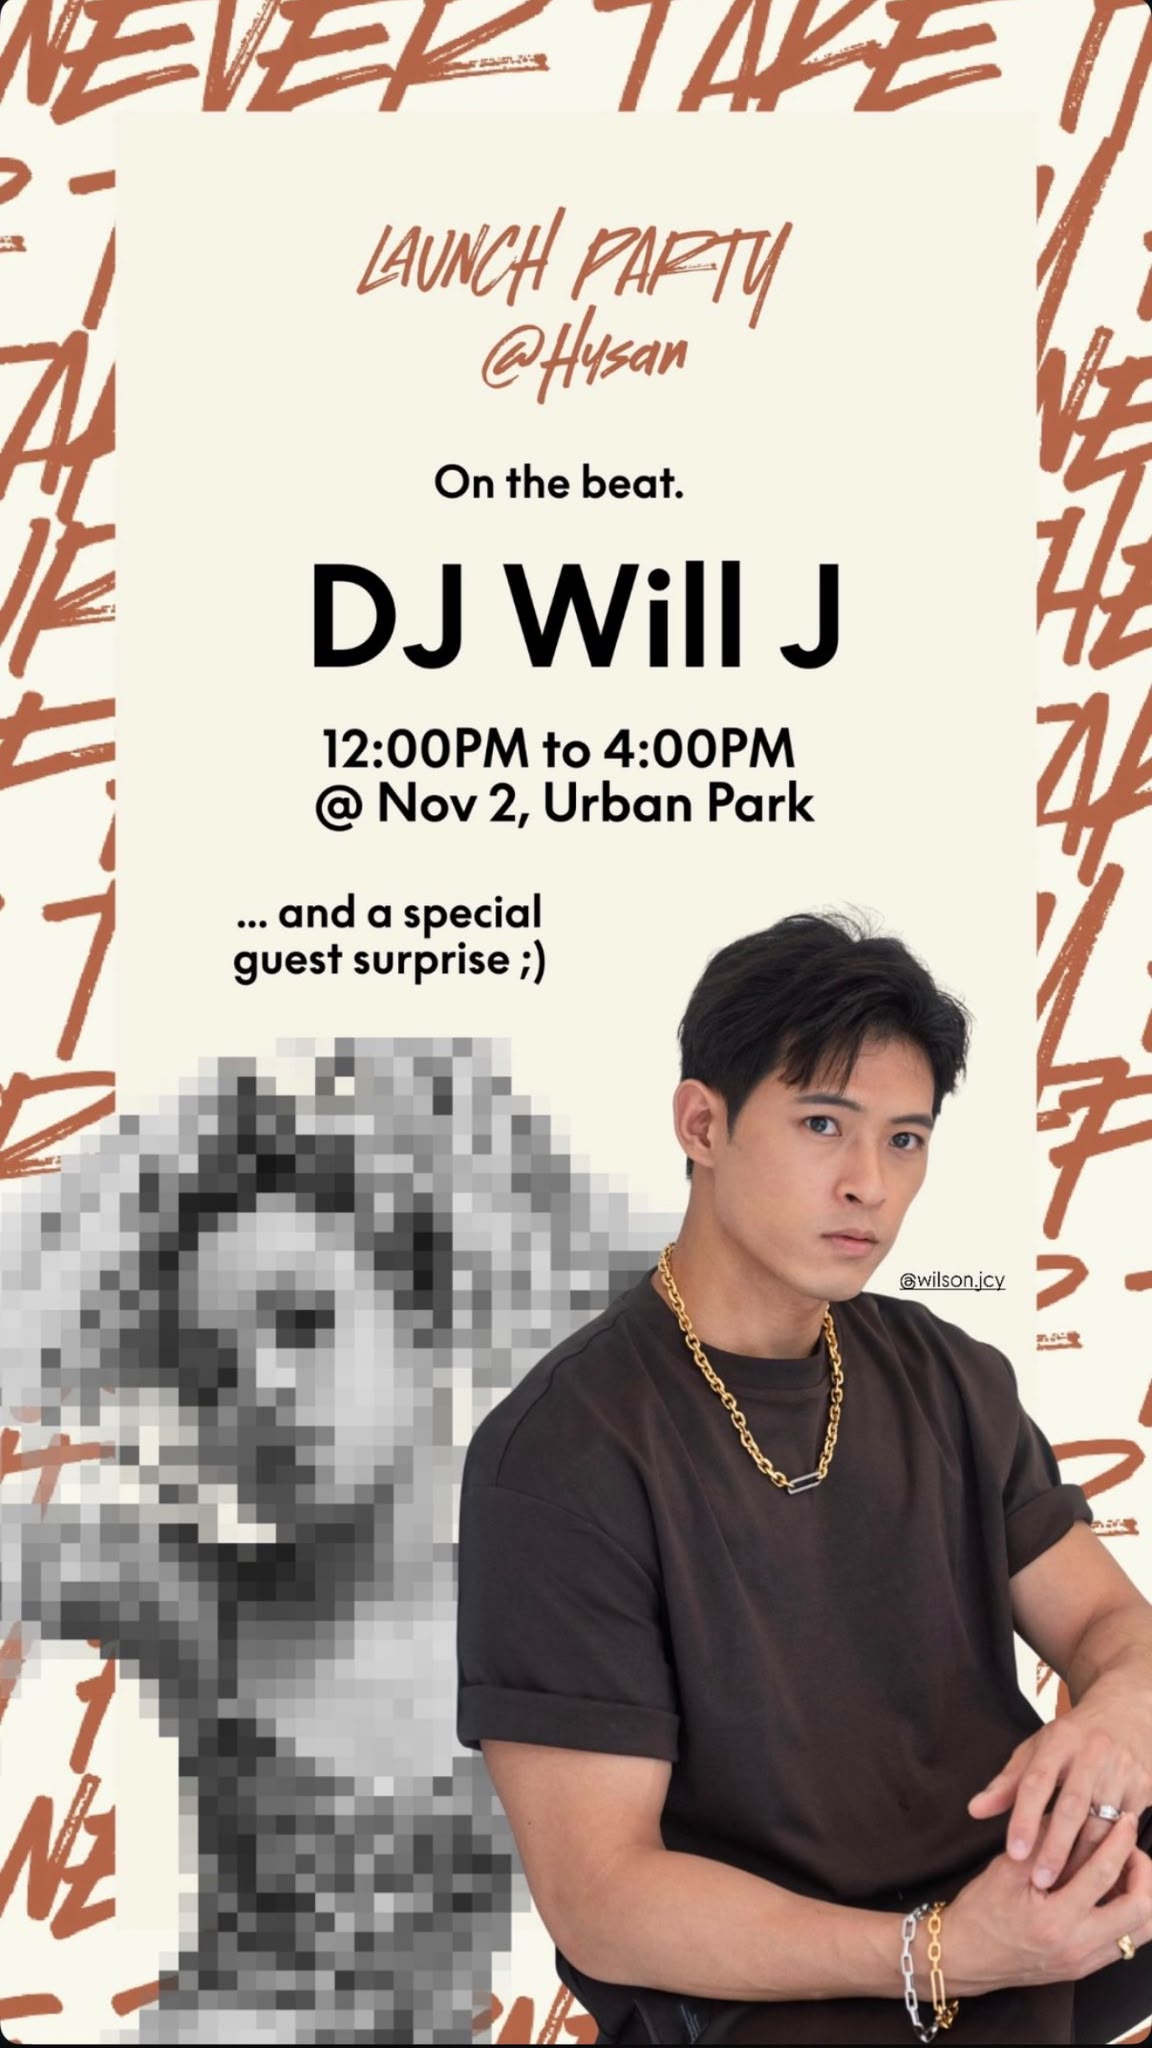 NEVER TAKE
LAUNCH PARTY
@Hysan
On the beat.
DJ Will J
12:00PM to 4:00PM
@ Nov 2, Urban Park
... and a special
guest surprise ;)
@wilson.jcy